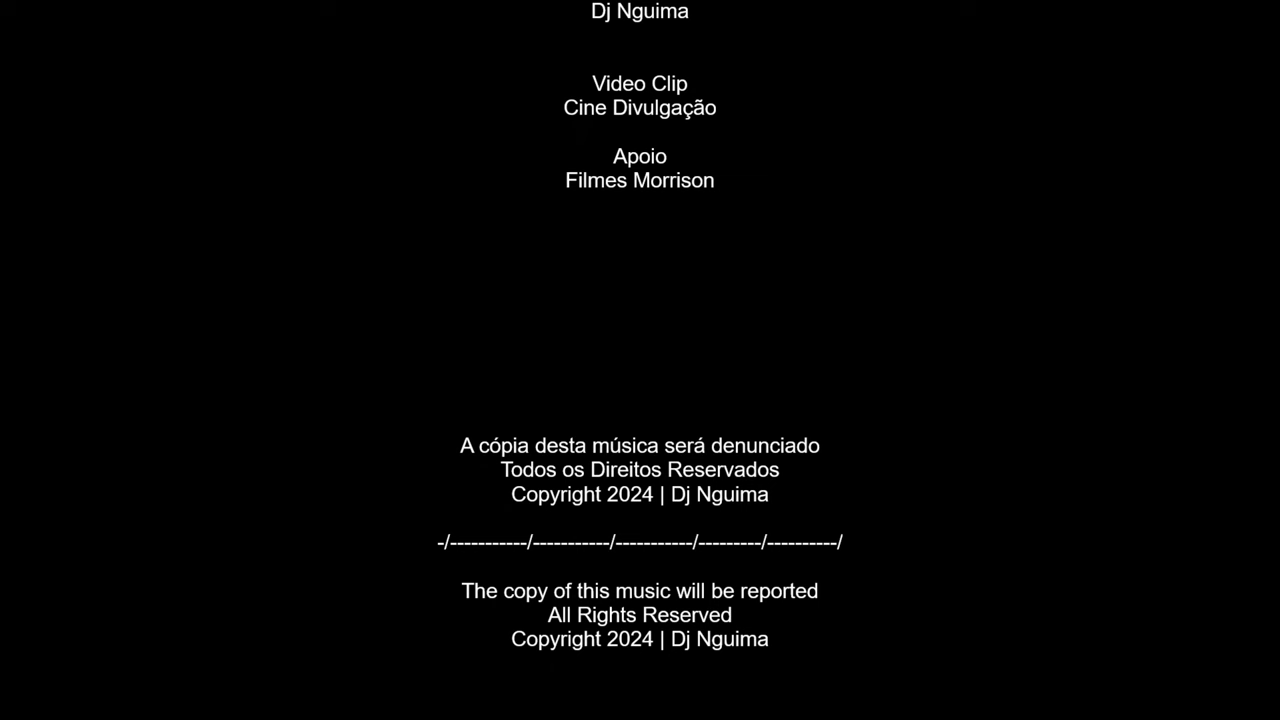 Dj Nguima
Video Clip
Cine Divulgação
Apoio
Filmes Morrison
A cópia desta música será denunciado
Todos os Direitos Reservados
Copyright 2024 | Dj Nguima
-/-----------/-----------/-----------/---------/----------/
The copy of this music will be reported
All Rights Reserved
Copyright 2024 | Dj Nguima